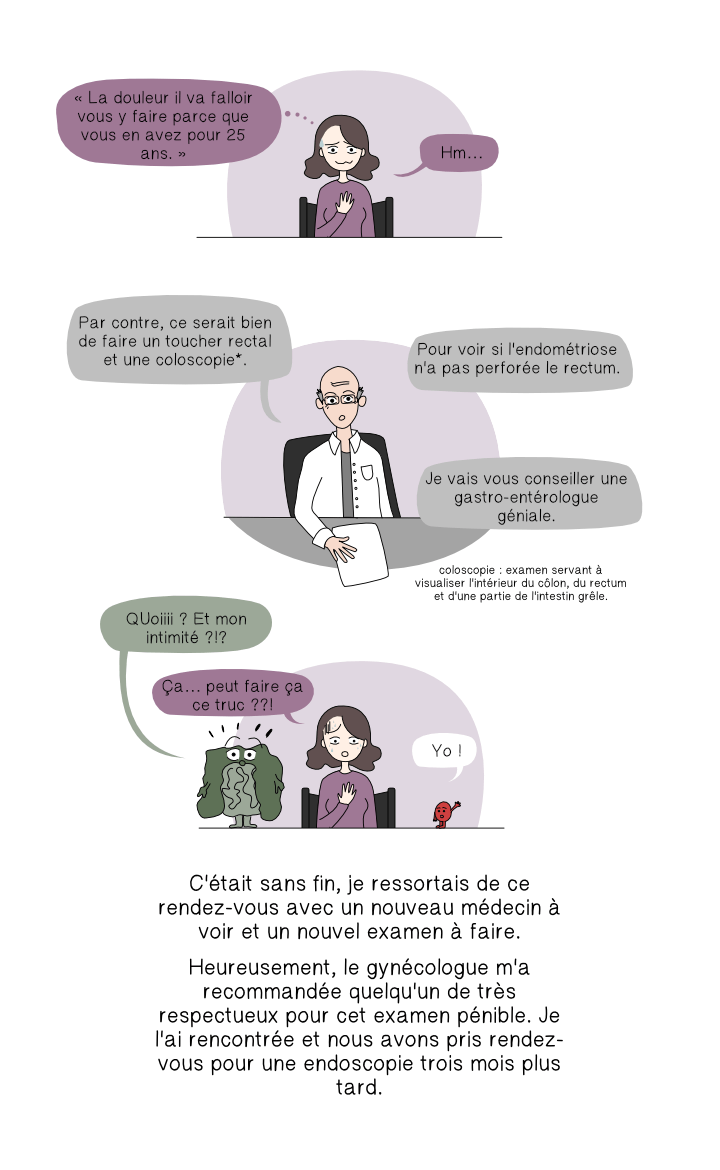 « La douleur il va falloir
vous y faire parce que
vous en avez pour 25
ans. »
Hm...
Par contre, ce serait bien
de faire un toucher rectal
et une coloscopie*.
Pour voir si l'endométriose
n'a pas perforée le rectum.
Je vais vous conseiller une
gastro-entérologue
géniale.
coloscopie : examen servant à
visualiser l'intérieur du côlon, du rectum
et d'une partie de l'intestin grêle.
QUoiiii ? Et mon
intimité ?!?
Ça... peut faire ça
ce truc ??!
Yo !
C'était sans fin, je ressortais de ce
rendez-vous avec un nouveau médecin à
voir et un nouvel examen à faire.
Heureusement, le gynécologue m'a
recommandée quelqu'un de très
respectueux pour cet examen pénible. Je
l'ai rencontrée et nous avons pris rendez-
vous pour une endoscopie trois mois plus
tard.